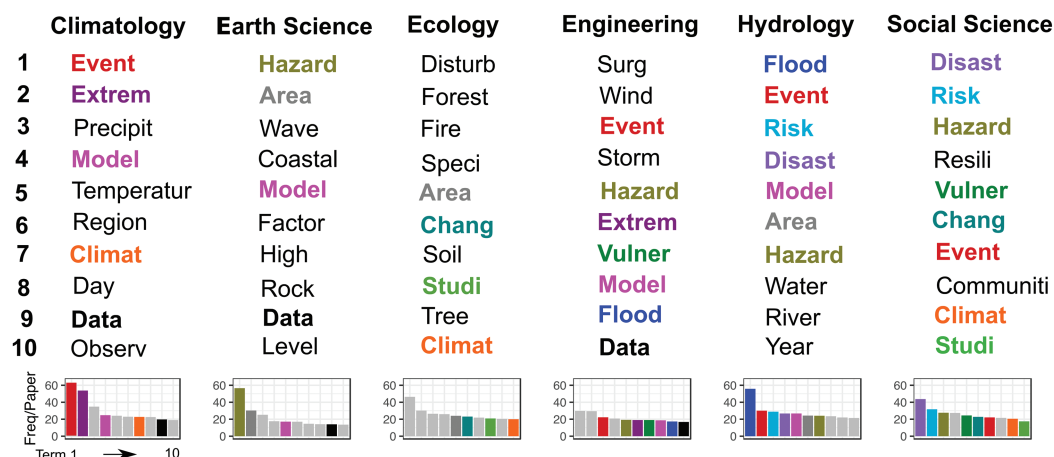 Climatology Earth Science Ecology Engineering Hydrology Social Science
1 Event Hazard Disturb Surg Flood Disast
2 Extrem Area Forest Wind Event Risk
3 Precipit Wave Fire Event Risk Hazard
4 Model Coastal Speci Storm Disast Resili
5 Temperatur Model Area Hazard Model Vulner
6 Region Factor Chang Extrem Area Chang
7 Climat High Soil Vulner Hazard Event
8 Day Rock Studi Model Water Communiti
9 Data Data Tree Flood River Climat
10 Observ Level Climat Data Year Studi
Freq/Paper
60 60 60 60 60 60
40 40 40 40 40 40
20 20 20 20 20 20
0 0 0 0 0 0
Term 1 10